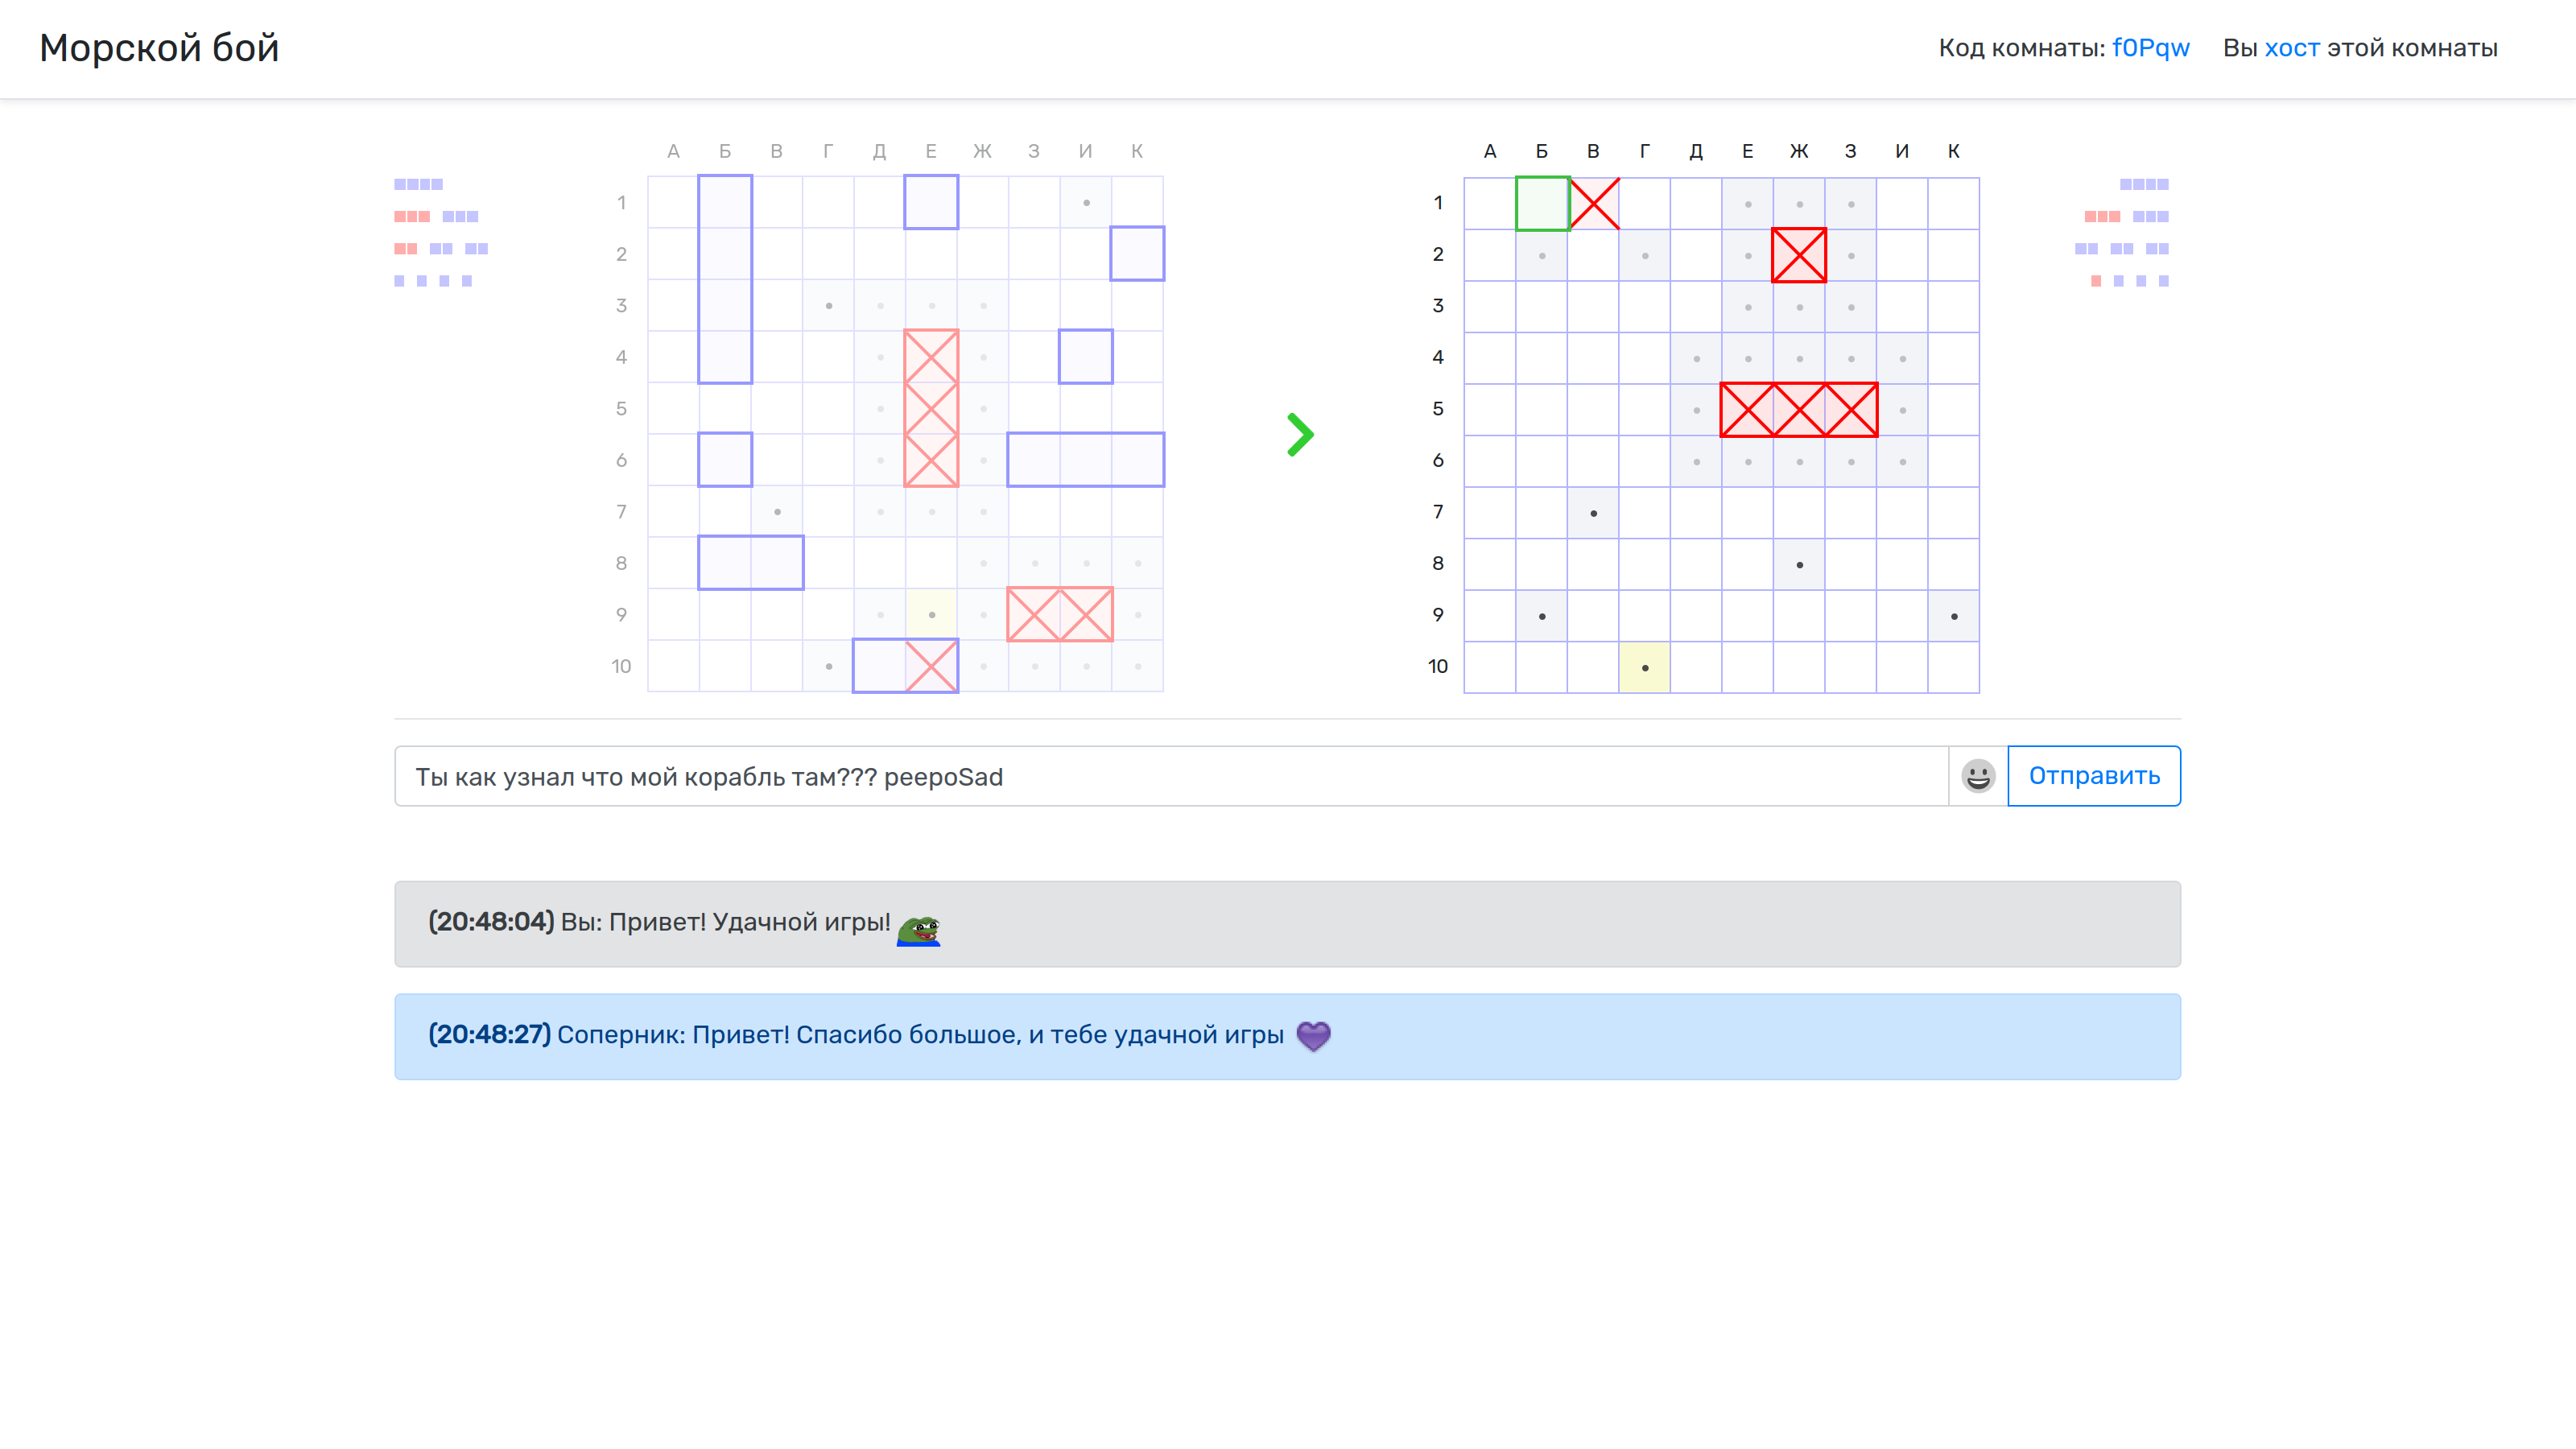 Морской бой
Код комнаты: f0Pqw Вы хост этой комнаты
А Б В Г Д Е Ж З И К
1
2
3
4
5
6
7
8
9
10
А Б В Г Д Е Ж З И К
1
2
3
4
5
6
7
8
9
10
Ты как узнал что мой корабль там??? peepoSad
Отправить
(20:48:04) Вы: Привет! Удачной игры!
(20:48:27) Соперник: Привет! Спасибо большое, и тебе удачной игры